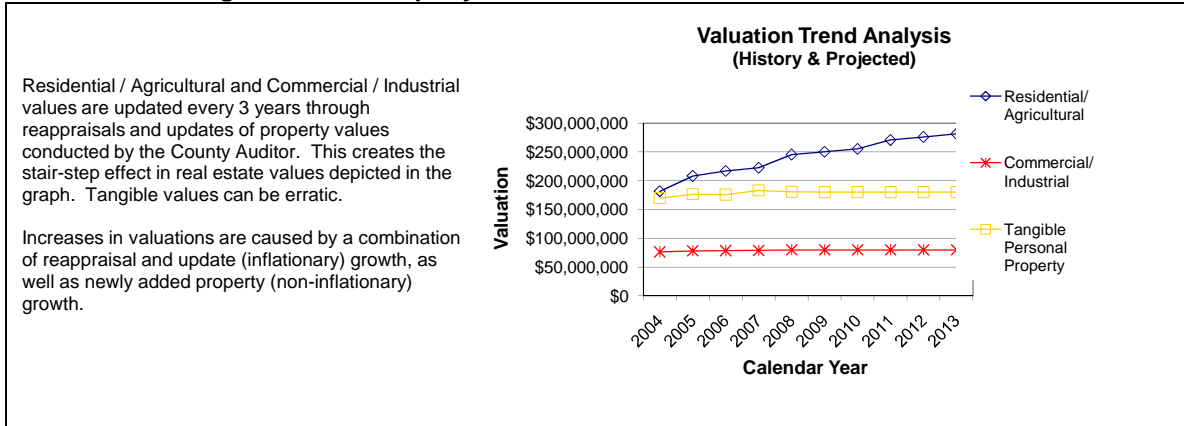 Residential / Agricultural and Commercial / Industrial
values are updated every 3 years through
reappraisals and updates of property values
conducted by the County Auditor.  This creates the
stair-step effect in real estate values depicted in the
graph.  Tangible values can be erratic.
Increases in valuations are caused by a combination
of reappraisal and update (inflationary) growth, as
well as newly added property (non-inflationary)
growth.
Valuation Trend Analysis
(History & Projected)
Valuation
$300,000,000
$250,000,000
$200,000,000
$150,000,000
$100,000,000
$50,000,000
$0
2004
2005
2006
2007
2008
2009
2010
2011
2012
2013
Calendar Year
Residential/
Agricultural
Commercial/
Industrial
Tangible
Personal
Property